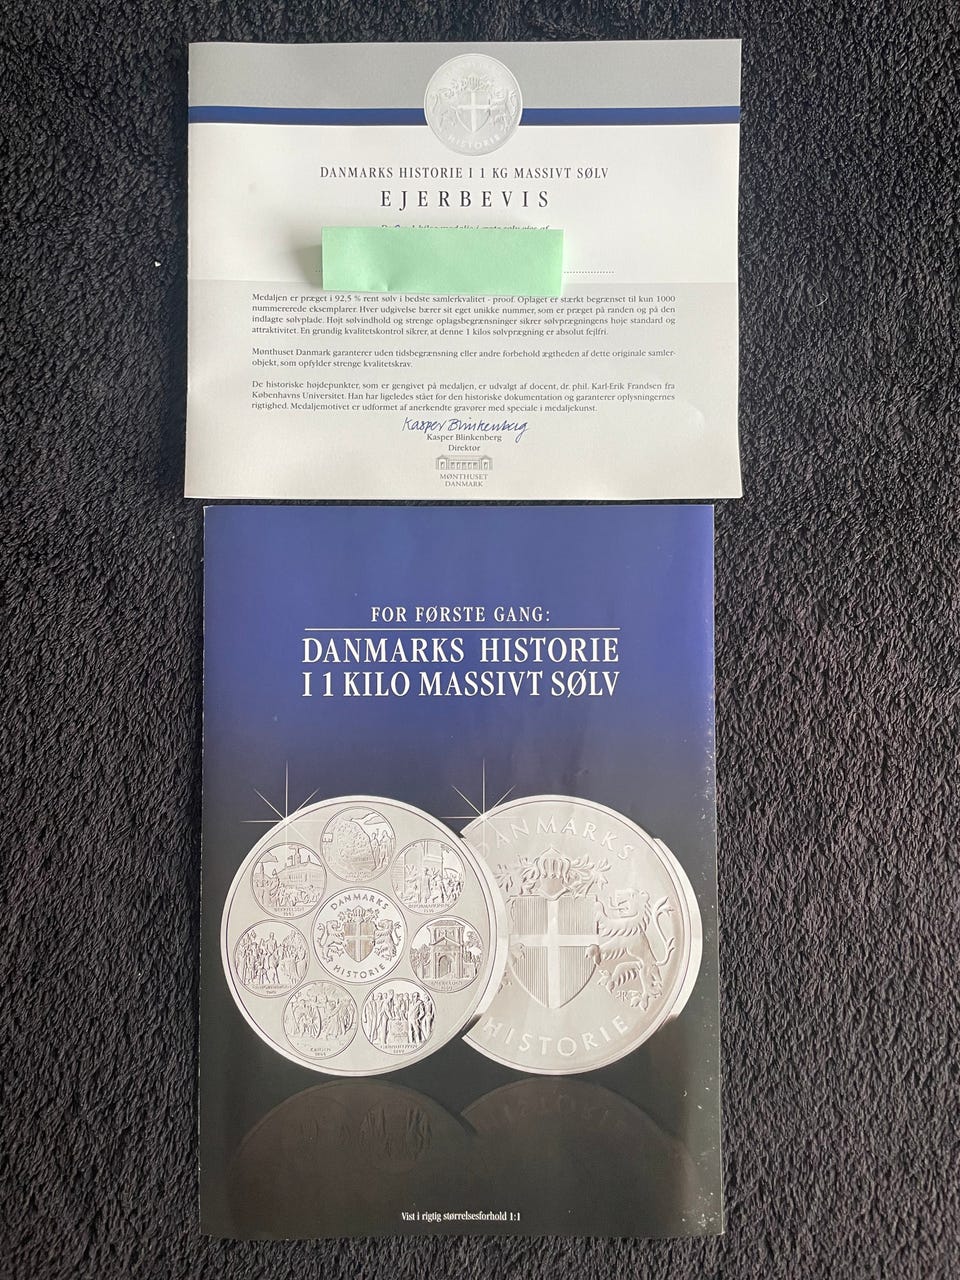 HISTORIE
DANMARKS HISTORIE I 1 KG MASSIVT SØLV
EJERBEVIS
Medaljen er præget i 92,5 % rent sølv i bedste samlerkvalitet - proof. Oplaget er stærkt begrænset til kun 1000
nummererede eksemplarer. Hver udgivelse bærer sit eget unikke nummer, som er præget på randen og på den
indlagte sølvplade. Højt sølvindhold og strenge oplagsbegrænsninger sikrer sølvprægningens høje standard og
attraktivitet. En grundig kvalitetskontrol sikrer, at denne 1 kilos sølvprægning er absolut fejlfri.
Mønthuset Danmark garanterer uden tidsbegrænsning eller andre forbehold ægtheden af dette originale samler-
objekt, som opfylder strenge kvalitetskrav.
De historiske højdepunkter, som er gengivet på medaljen, er udvalgt af docent, dr. phil. Karl-Erik Frandsen fra
Københavns Universitet. Han har ligeledes stået for den historiske dokumentation og garanterer oplysningernes
rigtighed. Medaljemotivet er udformet af anerkendte gravører med speciale i medaljekunst.
Kasper Blinkenberg
Kasper Blinkenberg
Direktør
MØNTHUSET
DANMARK
FOR FØRSTE GANG:
DANMARKS HISTORIE
I 1 KILO MASSIVT SØLV
DANMARKS
HISTORIE
DANMARKS
HISTORIE
Vist i rigtig størrelsesforhold 1:1